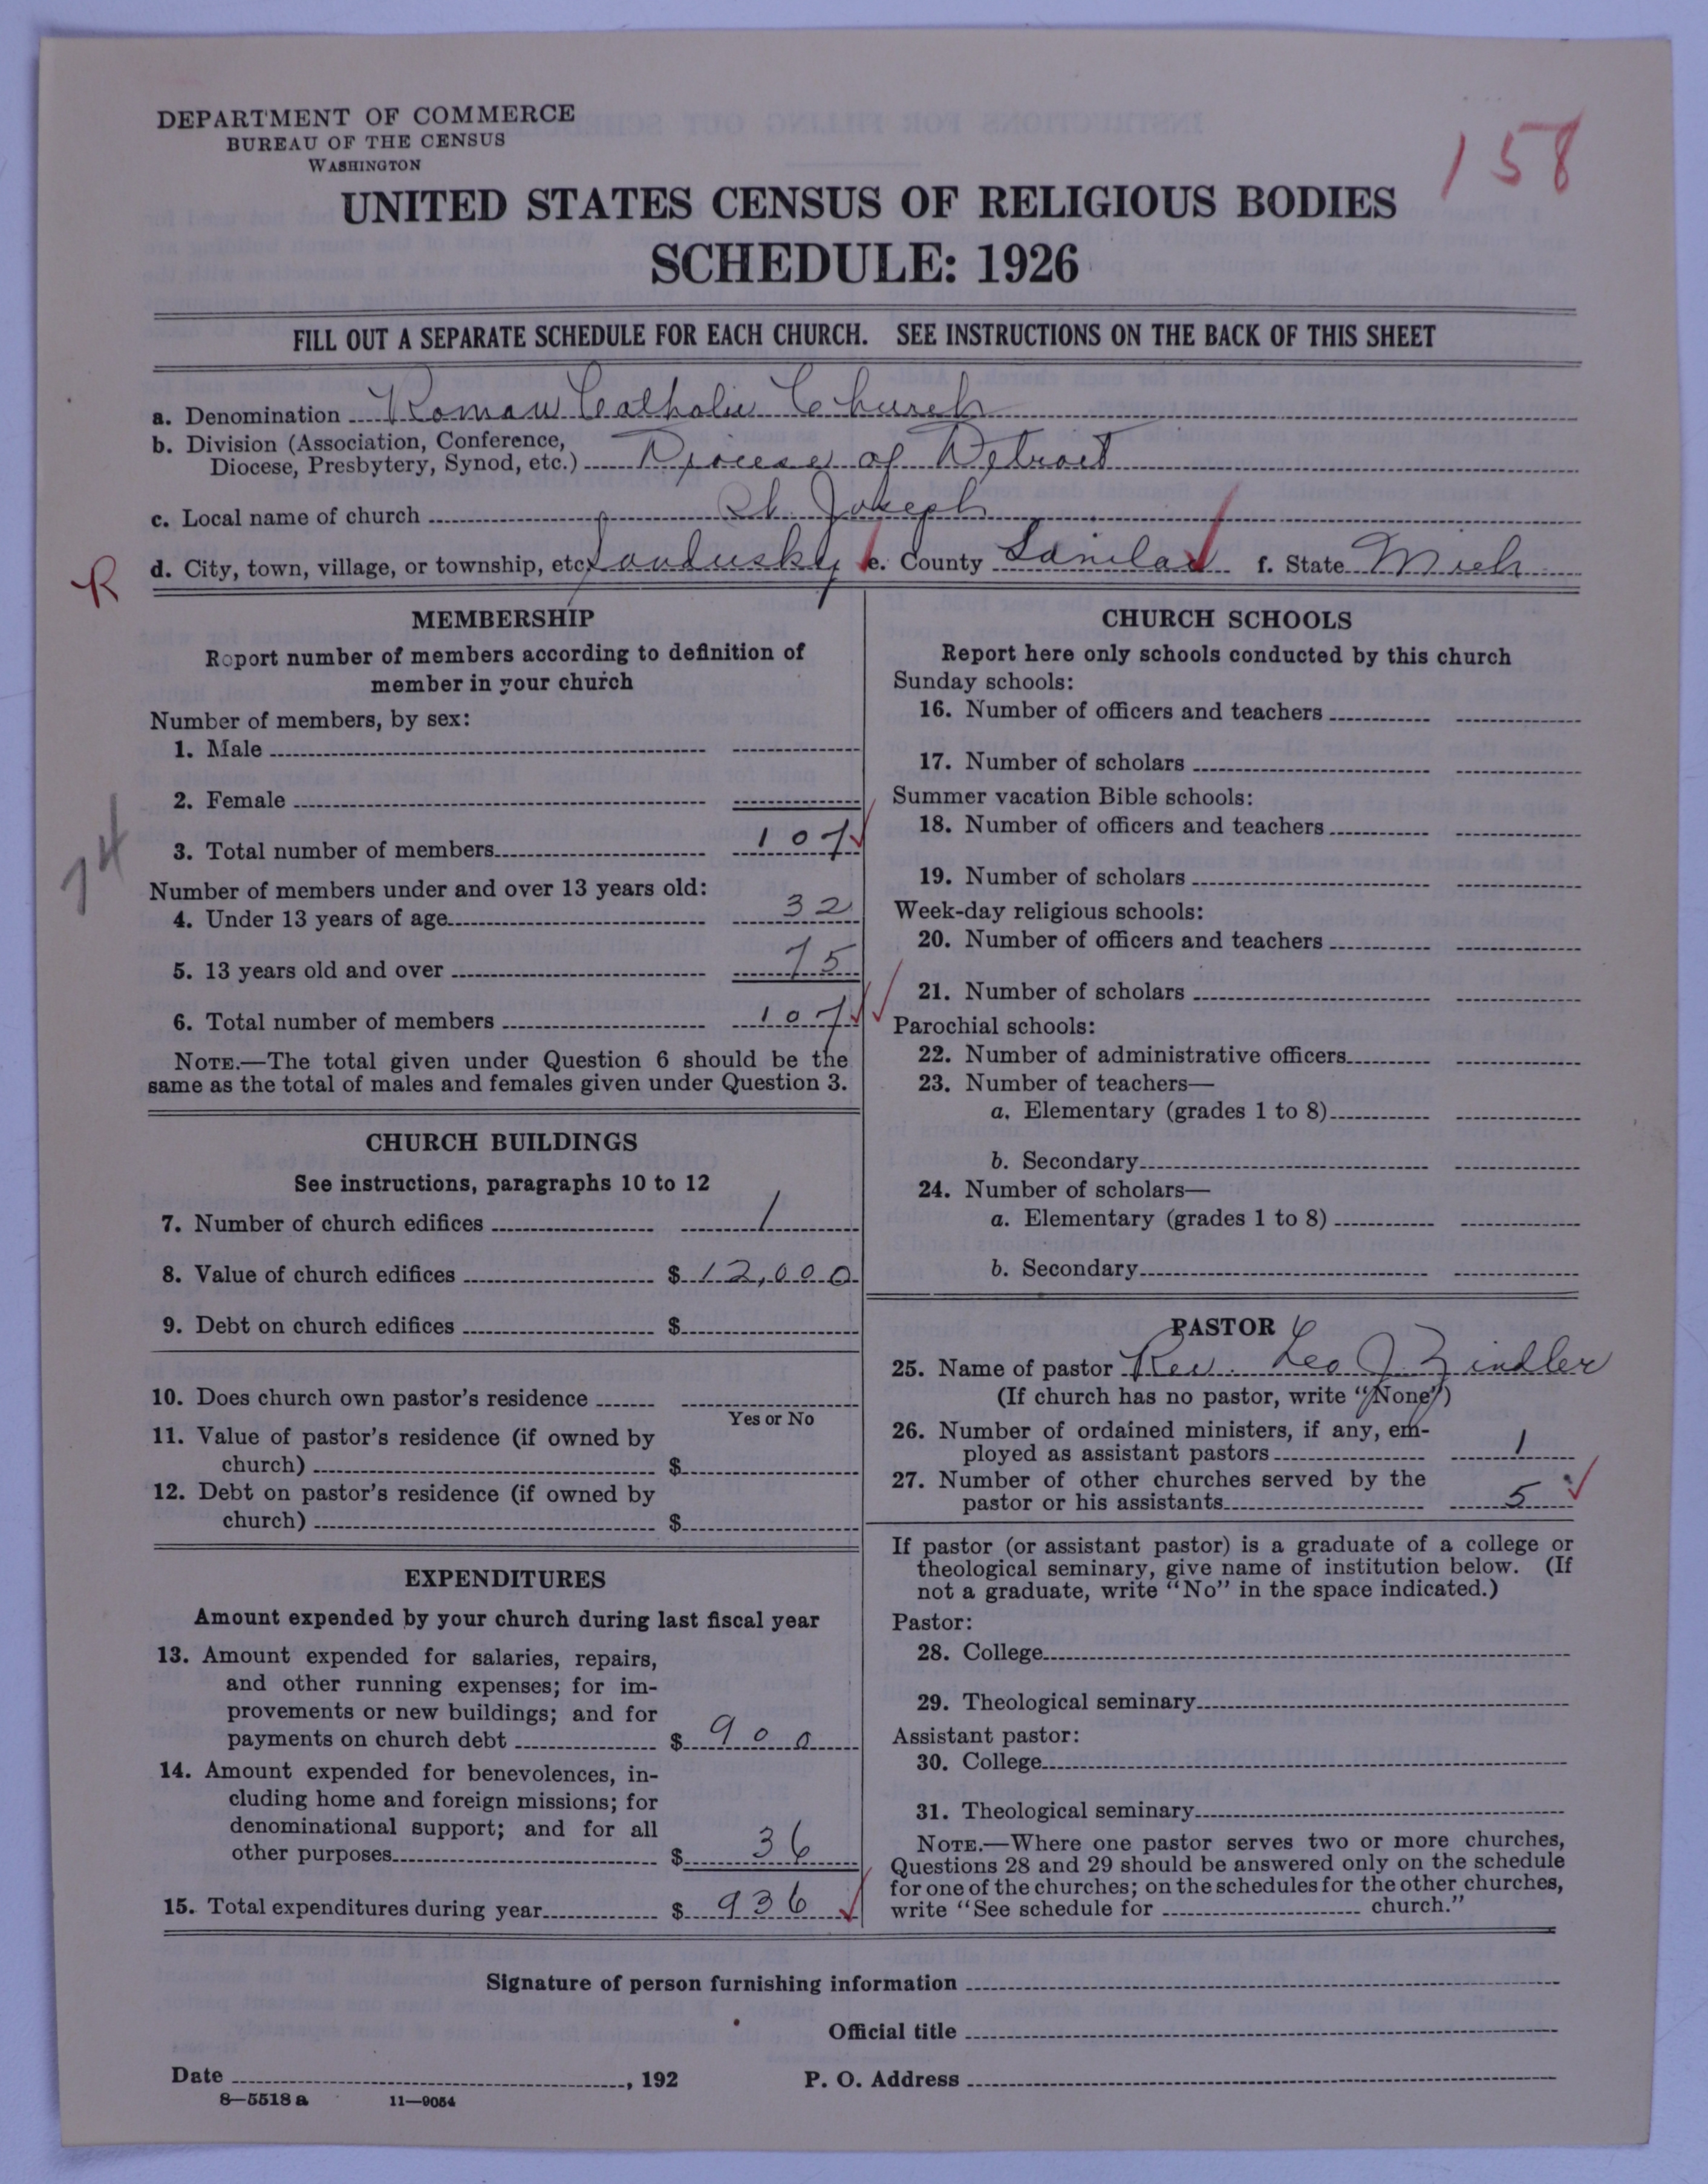 DEPARTMENT OF COMMERCE
BUREAU OF THE CENSUS
WASHINGTON
158
UNITED STATES CENSUS OF RELIGIOUS BODIES
SCHEDULE: 1926
FILL OUT A SEPARATE SCHEDULE FOR EACH CHURCH. SEE INSTRUCTIONS ON THE BACK OF THIS SHEET
a. Denomination Roman Catholic Church
b. Division (Association, Conference,
Diocese, Presbytery, Synod, etc.) Diocese of Detroit
c. Local name of church St. Joseph
R d. City, town, village, or township, etc. Sandusky e. County Sanilac f. State Mich
MEMBERSHIP
Report number of members according to definition of
member in your church
Number of members, by sex:
1. Male
2. Female
3. Total number of members 107
74
Number of members under and over 13 years old:
4. Under 13 years of age 32
5. 13 years old and over 75
6. Total number of members 107
NOTE.—The total given under Question 6 should be the
same as the total of males and females given under Question 3.
CHURCH BUILDINGS
See instructions, paragraphs 10 to 12
7. Number of church edifices 1
8. Value of church edifices $ 12,000
9. Debt on church edifices $
10. Does church own pastor's residence
Yes or No
11. Value of pastor's residence (if owned by
church) $
12. Debt on pastor's residence (if owned by
church) $
EXPENDITURES
Amount expended by your church during last fiscal year
13. Amount expended for salaries, repairs,
and other running expenses; for im-
provements or new buildings; and for
payments on church debt $ 900
14. Amount expended for benevolences, in-
cluding home and foreign missions; for
denominational support; and for all
other purposes $ 36
15. Total expenditures during year $ 936
CHURCH SCHOOLS
Report here only schools conducted by this church
Sunday schools:
16. Number of officers and teachers
17. Number of scholars
Summer vacation Bible schools:
18. Number of officers and teachers
19. Number of scholars
Week-day religious schools:
20. Number of officers and teachers
21. Number of scholars
Parochial schools:
22. Number of administrative officers
23. Number of teachers—
a. Elementary (grades 1 to 8)
b. Secondary
24. Number of scholars—
a. Elementary (grades 1 to 8)
b. Secondary
PASTOR
25. Name of pastor Rev. Leo J Zindler
(If church has no pastor, write "None")
26. Number of ordained ministers, if any, em-
ployed as assistant pastors 1
27. Number of other churches served by the
pastor or his assistants 5
If pastor (or assistant pastor) is a graduate of a college or
theological seminary, give name of institution below. (If
not a graduate, write "No" in the space indicated.)
Pastor:
28. College
29. Theological seminary
Assistant pastor:
30. College
31. Theological seminary
NOTE.—Where one pastor serves two or more churches,
Questions 28 and 29 should be answered only on the schedule
for one of the churches; on the schedules for the other churches,
write "See schedule for church."
Signature of person furnishing information
Official title
Date , 192 P. O. Address
8—5518 a 11—9054